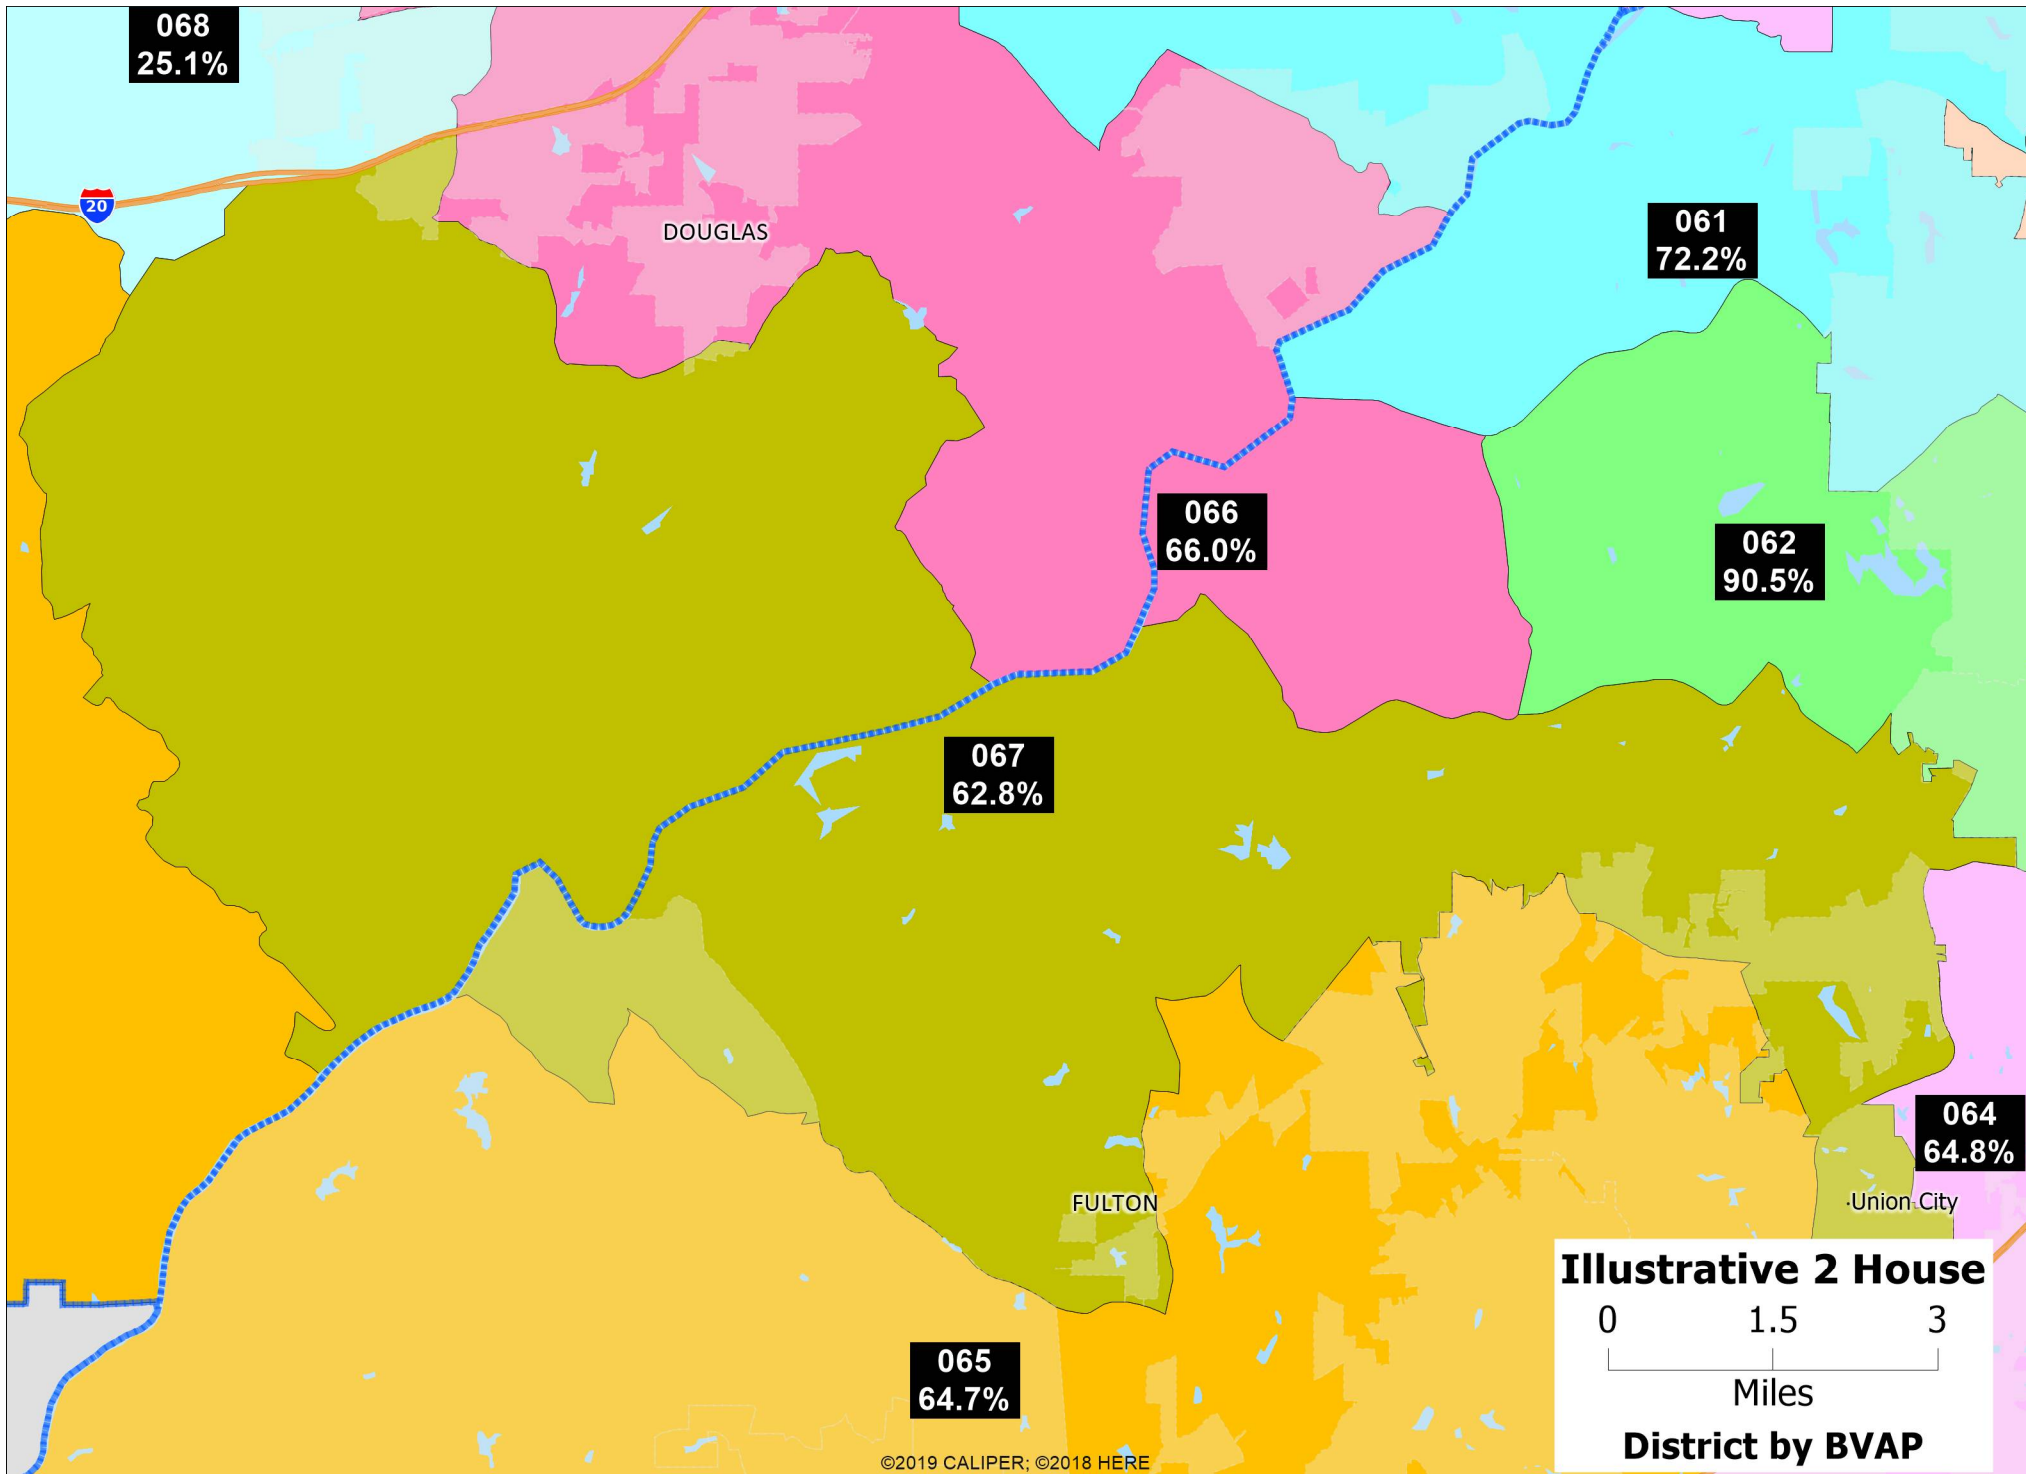 068
25.1%
20
DOUGLAS
061
72.2%
066
66.0%
062
90.5%
067
62.8%
064
64.8%
FULTON
Union City
065
64.7%
Illustrative 2 House
0 1.5 3
Miles
District by BVAP
©2019 CALIPER; ©2018 HERE